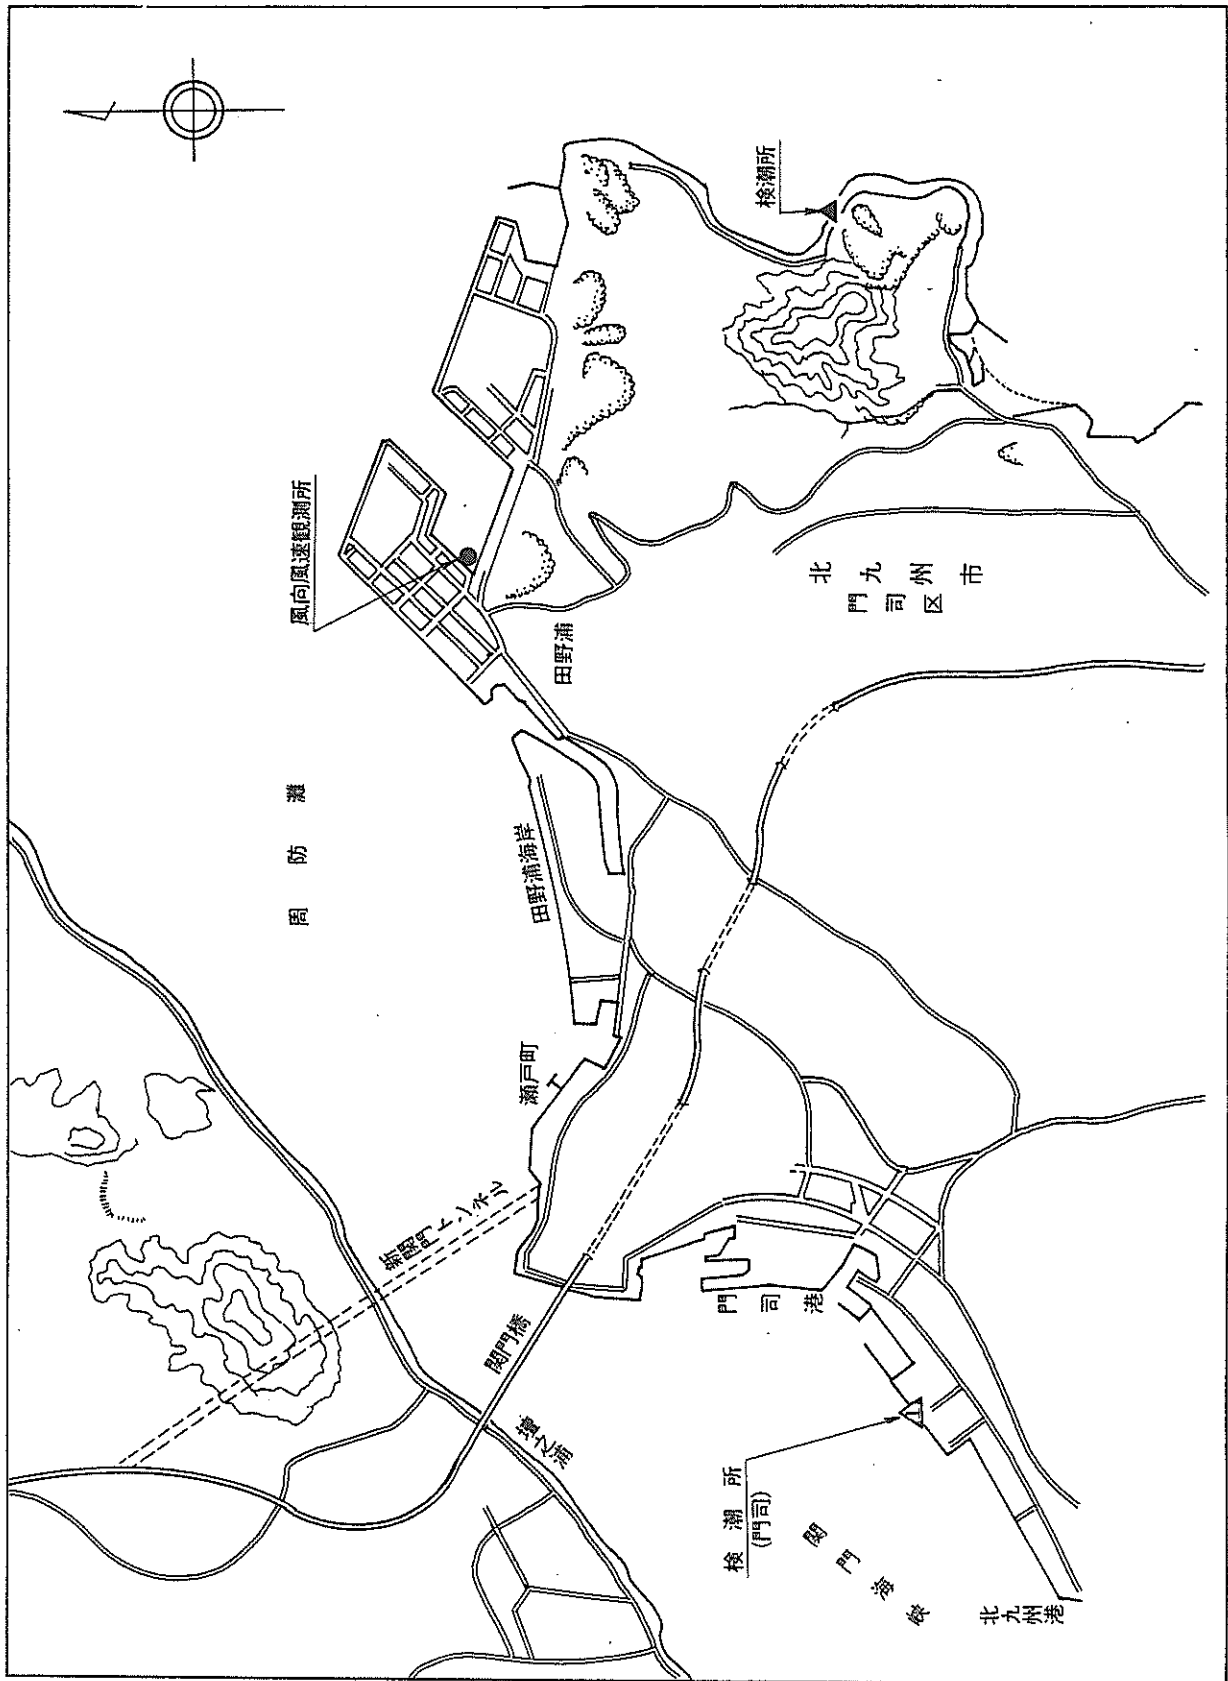 周防灘
風向風速観測所
検潮所
田野浦
田野浦海岸
瀬戸町
新関門トンネル
関門橋
壇之浦
北九州市
門司区
門司港
検潮所
(門司)
関門海峡
北九州港